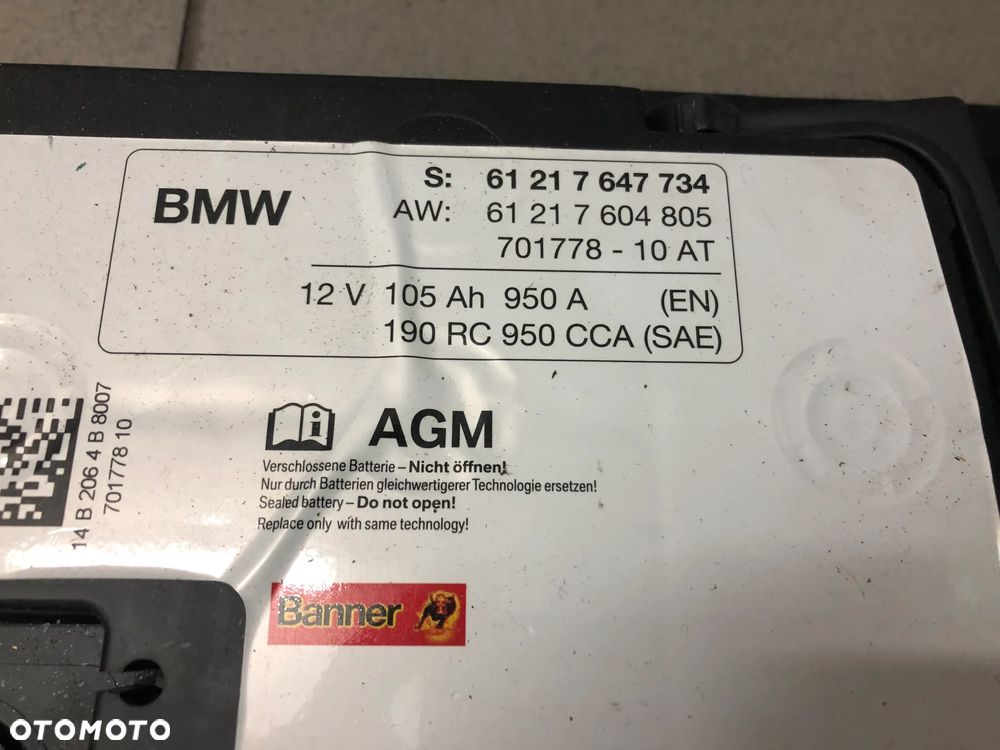 BMW
S: 61 21 7 647 734
AW: 61 21 7 604 805
701778 - 10 AT
12 V 105 Ah 950 A (EN)
190 RC 950 CCA (SAE)
AGM
Verschlossene Batterie – Nicht öffnen!
Nur durch Batterien gleichwertigerer Technologie ersetzen!
Sealed battery – Do not open!
Replace only with same technology!
14 B 206 4 B 8007
701778 10
Banner
OTOMOTO